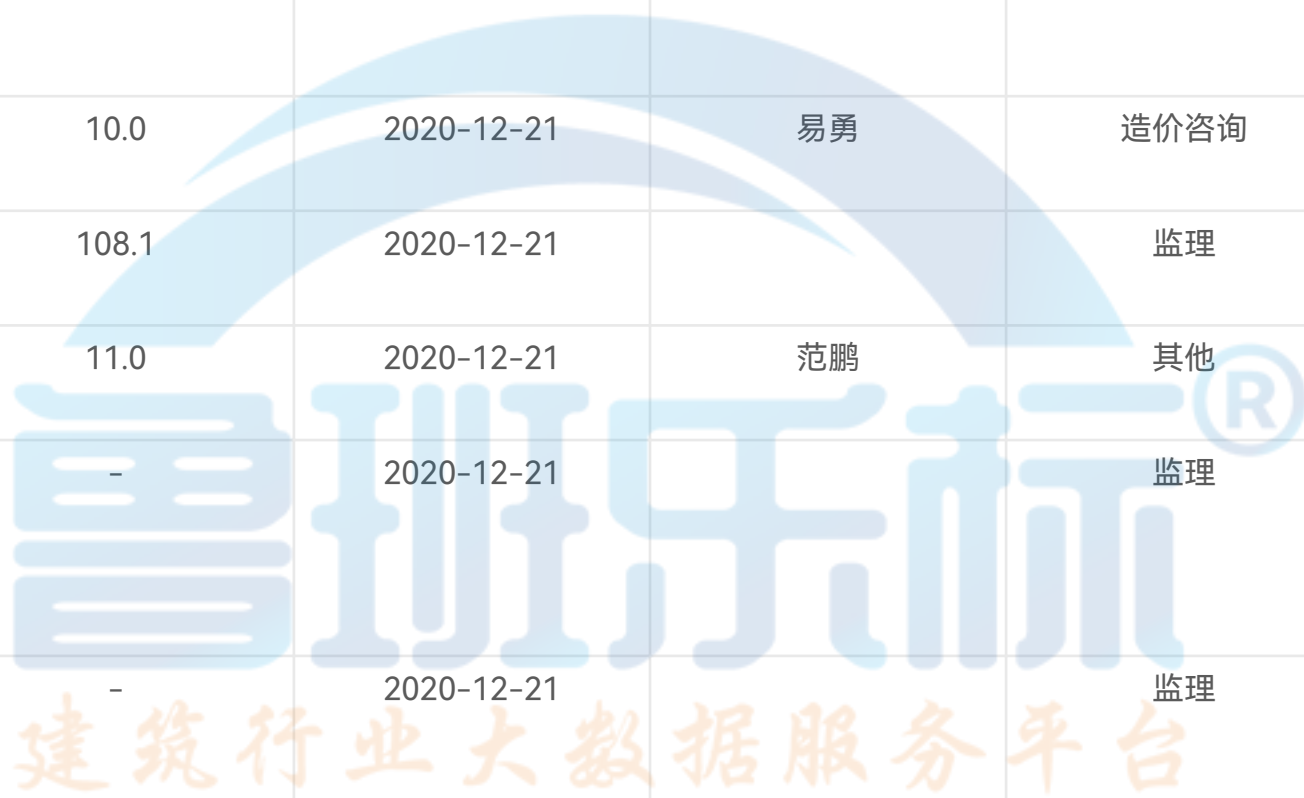 10.0 2020-12-21 易勇 造价咨询
108.1 2020-12-21 监理
11.0 2020-12-21 范鹏 其他
- 2020-12-21 监理
- 2020-12-21 监理
鲁班乐标®
建筑行业大数据服务平台